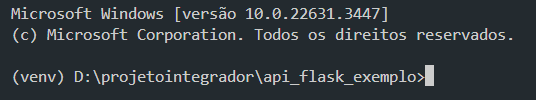 Microsoft Windows [versão 10.0.22631.3447]
(c) Microsoft Corporation. Todos os direitos reservados.
(venv) D:\projetointegrador\api_flask_exemplo>